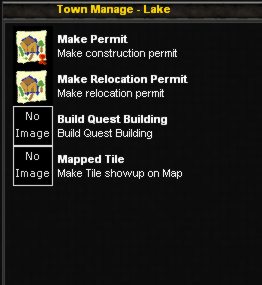 Town Manage - Lake
Make Permit
Make construction permit
Make Relocation Permit
Make relocation permit
No
Image
Build Quest Building
Build Quest Building
No
Image
Mapped Tile
Make Tile showup on Map